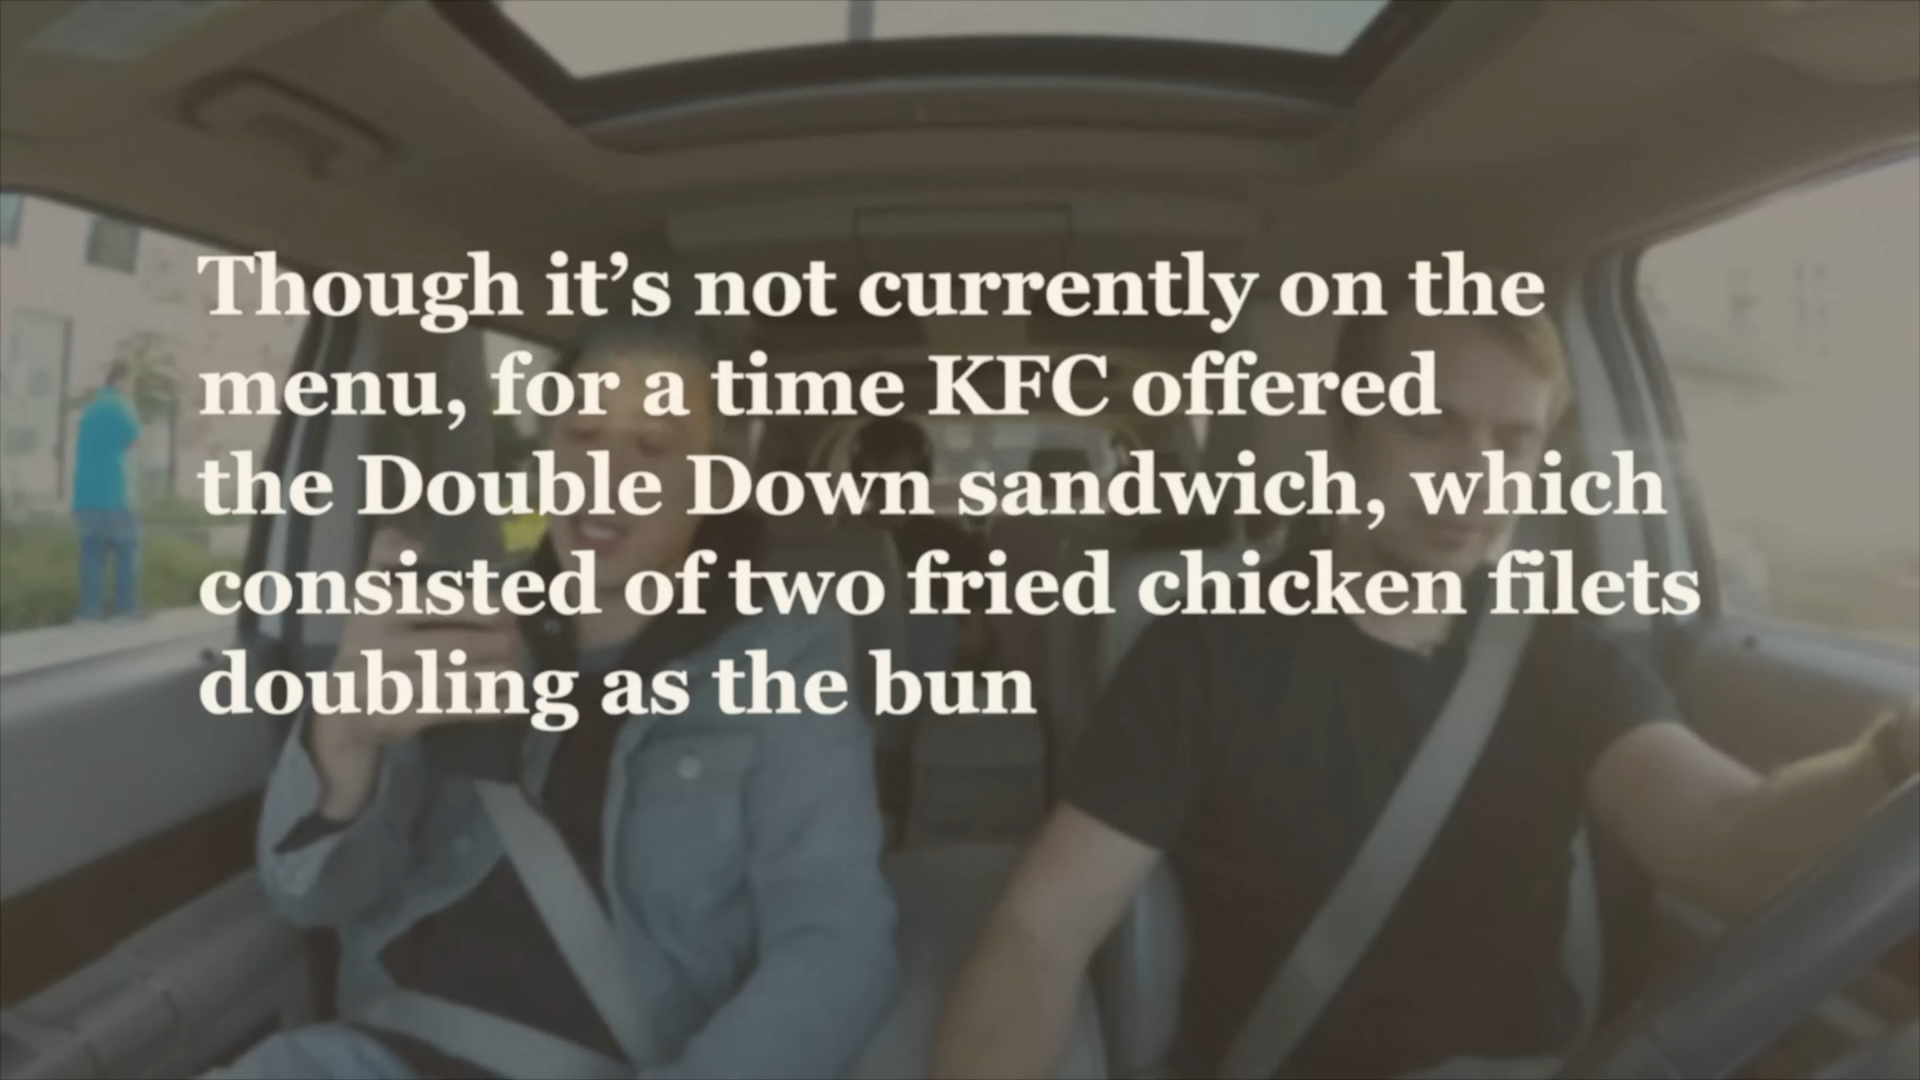 Though it’s not currently on the
menu, for a time KFC offered
the Double Down sandwich, which
consisted of two fried chicken filets
doubling as the bun